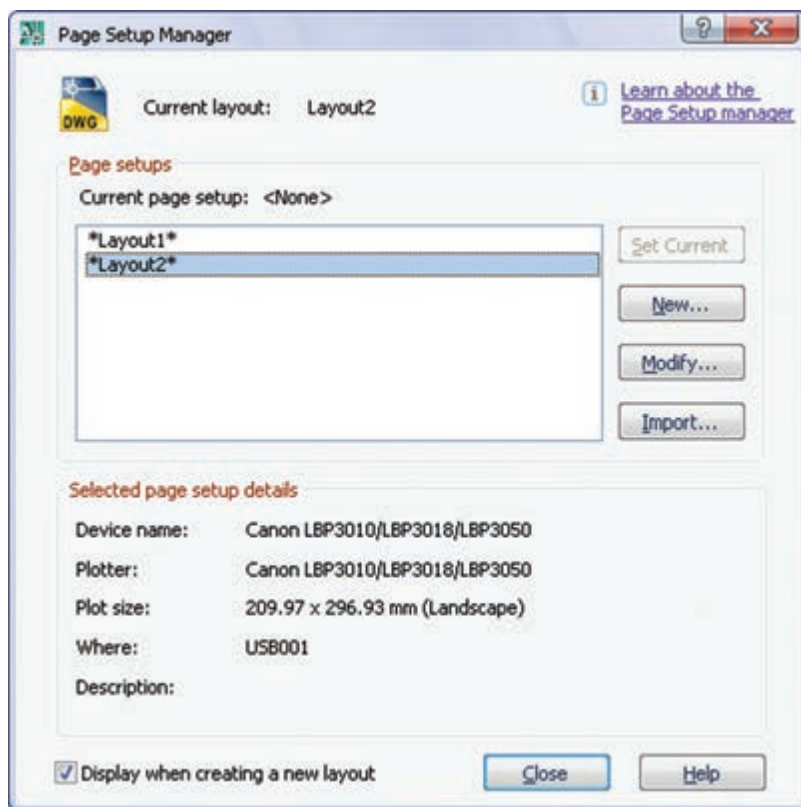 Page Setup Manager
DWG
Current layout: Layout2
Learn about the
Page Setup manager
Page setups
Current page setup: <None>
*Layout1*
*Layout2*
Set Current
New...
Modify...
Import...
Selected page setup details
Device name: Canon LBP3010/LBP3018/LBP3050
Plotter: Canon LBP3010/LBP3018/LBP3050
Plot size: 209.97 x 296.93 mm (Landscape)
Where: USB001
Description:
Display when creating a new layout
Close
Help